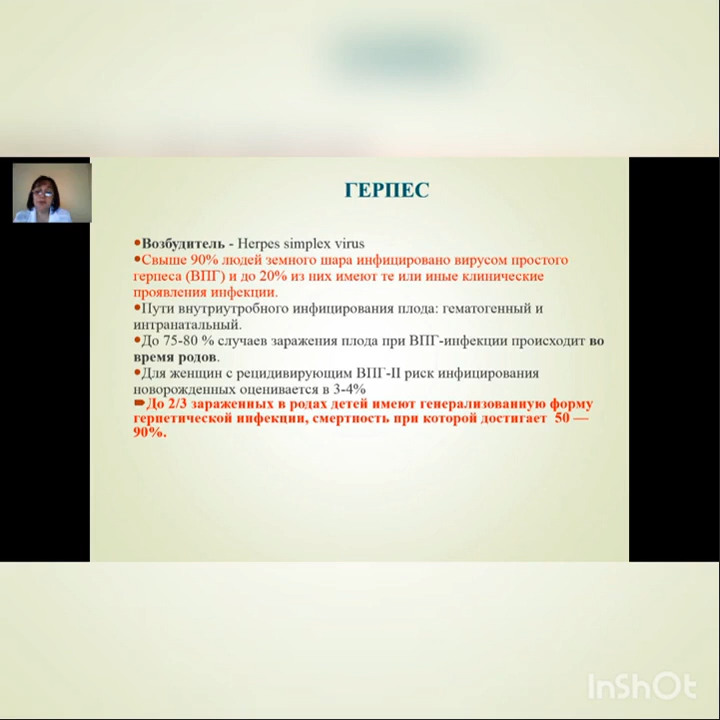 ГЕРПЕС
•Возбудитель - Herpes simplex virus
•Свыше 90% людей земного шара инфицировано вирусом простого
герпеса (ВПГ) и до 20% из них имеют те или иные клинические
проявления инфекции.
•Пути внутриутробного инфицирования плода: гематогенный и
интранатальный.
•До 75-80 % случаев заражения плода при ВПГ-инфекции происходит во
время родов.
•Для женщин с рецидивирующим ВПГ-II риск инфицирования
новорожденных оценивается в 3-4%
До 2/3 зараженных в родах детей имеют генерализованную форму
герпетической инфекции, смертность при которой достигает 50 —
90%.
InShOt